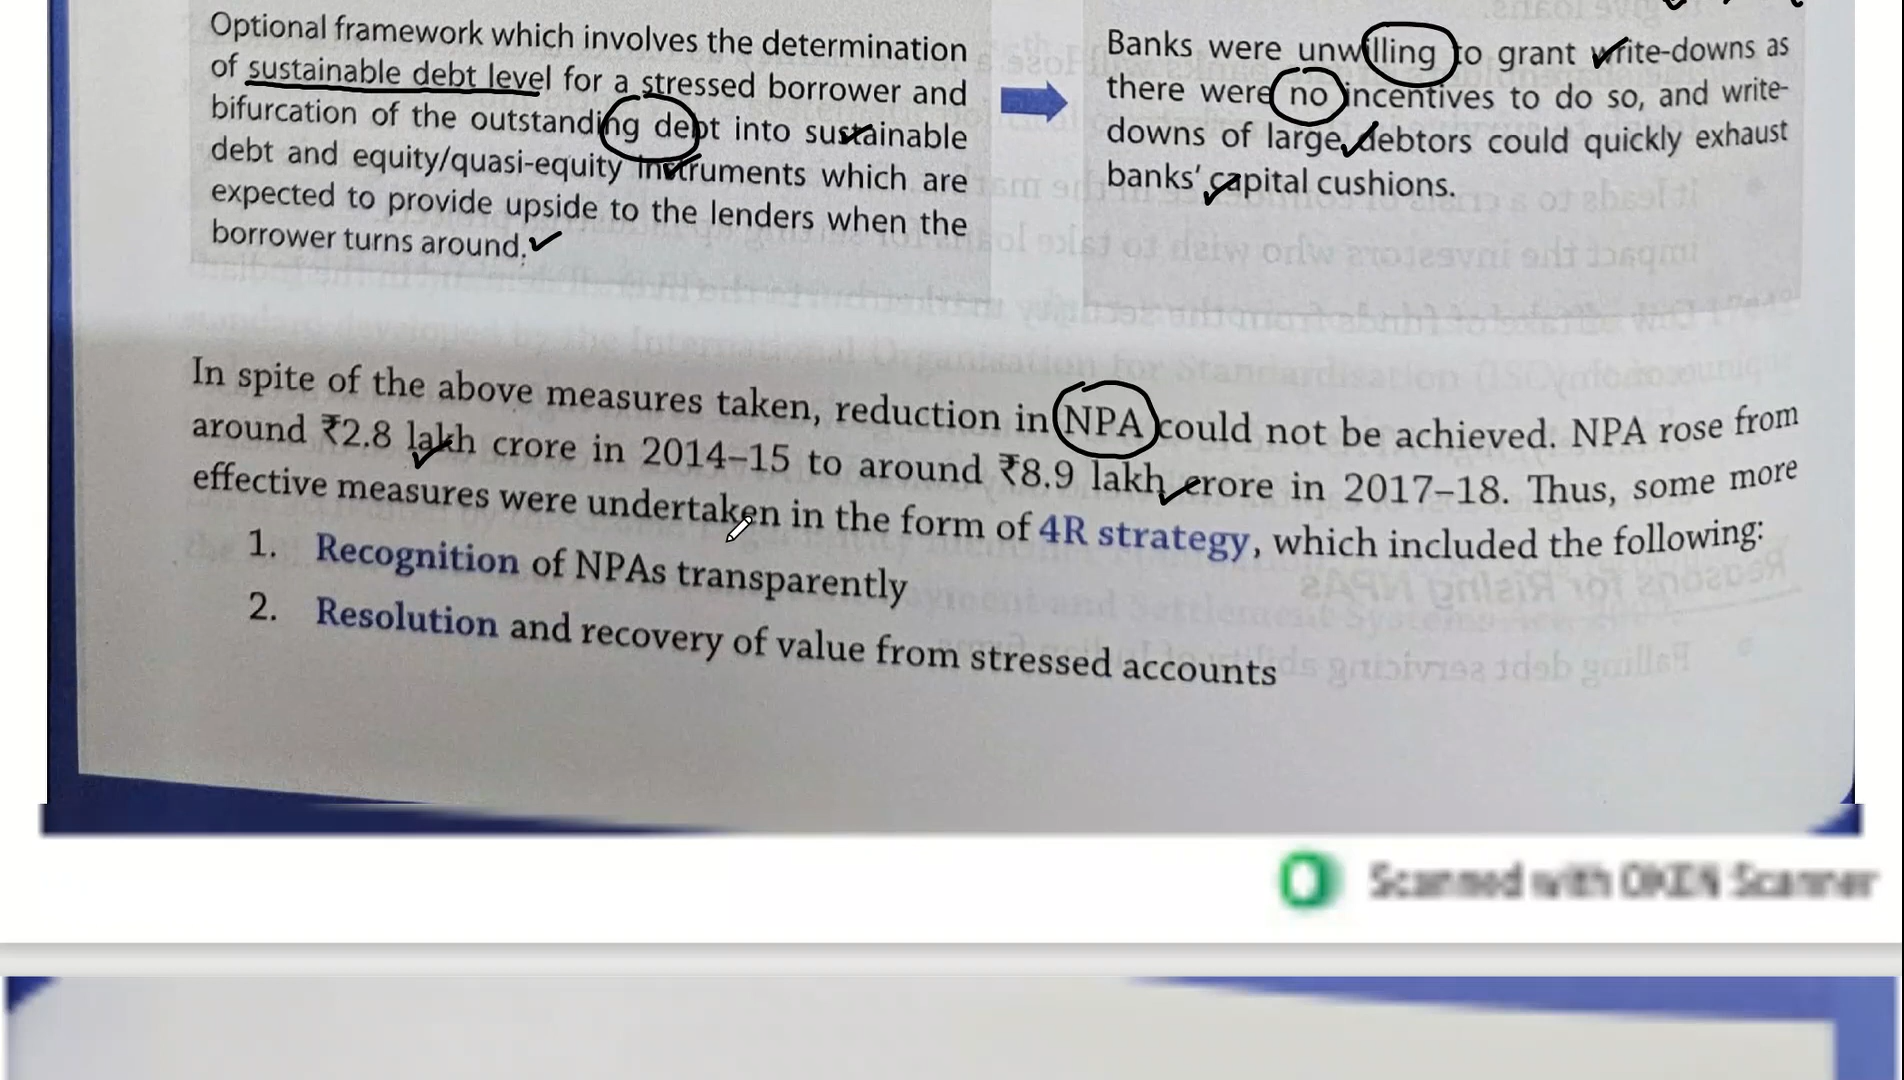 Optional framework which involves the determination
of sustainable debt level for a stressed borrower and
bifurcation of the outstanding debt into sustainable
debt and equity/quasi-equity instruments which are
expected to provide upside to the lenders when the
borrower turns around.
Banks were unwilling to grant write-downs as
there were no incentives to do so, and write-
downs of large debtors could quickly exhaust
banks' capital cushions.
In spite of the above measures taken, reduction in NPA could not be achieved. NPA rose from
around ₹2.8 lakh crore in 2014–15 to around ₹8.9 lakh crore in 2017–18. Thus, some more
effective measures were undertaken in the form of 4R strategy, which included the following:
1. Recognition of NPAs transparently
2. Resolution and recovery of value from stressed accounts
Scanned with OKEN Scanner